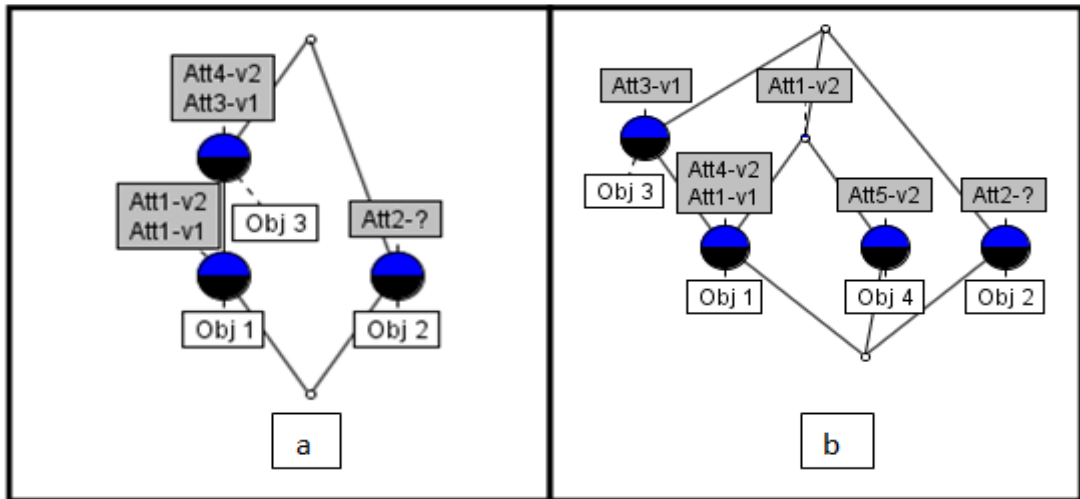 Att4-v2
Att3-v1
Att1-v2
Att1-v1
Obj 3
Att2-?
Obj 1
Obj 2
a
Att3-v1
Att1-v2
Obj 3
Att4-v2
Att1-v1
Att5-v2
Att2-?
Obj 1
Obj 4
Obj 2
b